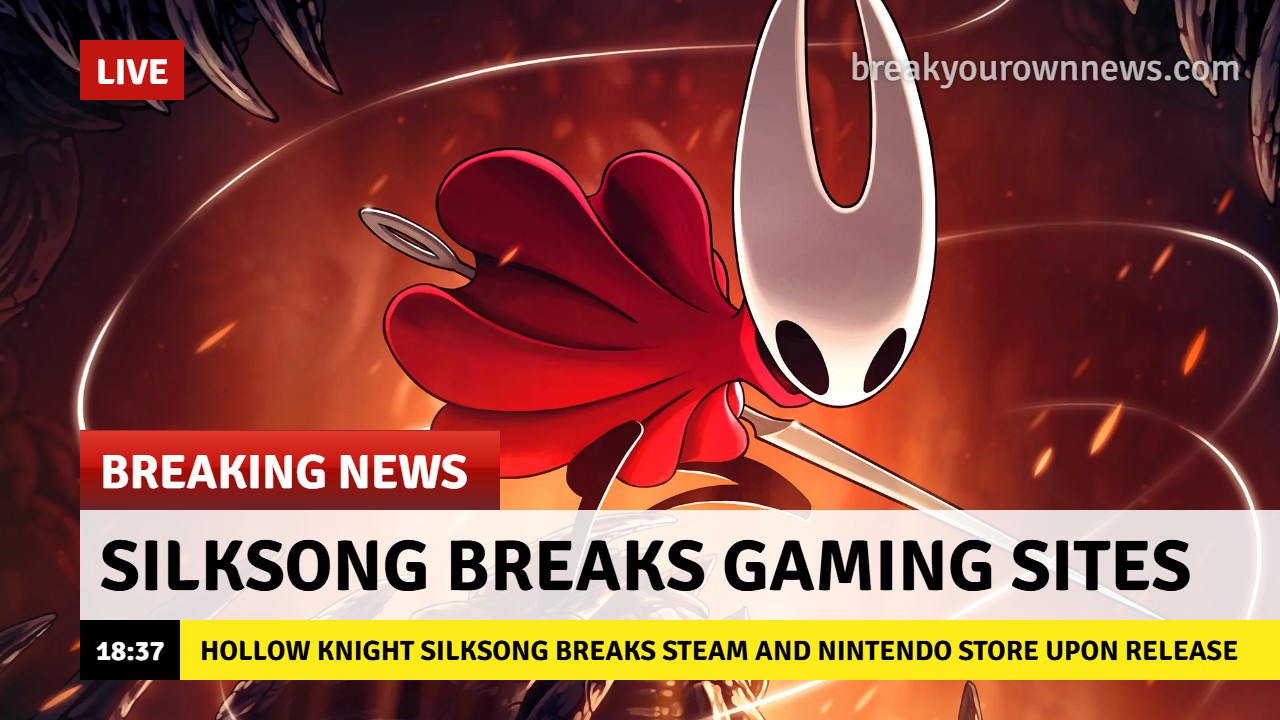 LIVE
breakyourownnews.com
BREAKING NEWS
SILKSONG BREAKS GAMING SITES
18:37 HOLLOW KNIGHT SILKSONG BREAKS STEAM AND NINTENDO STORE UPON RELEASE